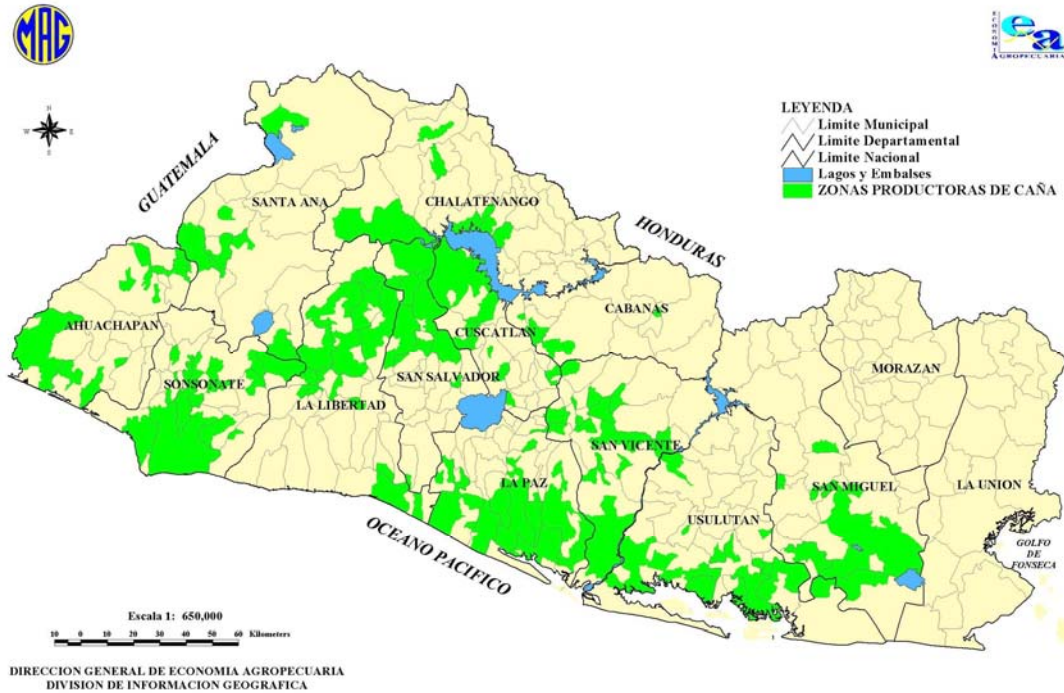 MAG
ECONOMIA
ea
AGROPECUARIA
N
W E
S
LEYENDA
Limite Municipal
Limite Departamental
Limite Nacional
Lagos y Embalses
ZONAS PRODUCTORAS DE CAÑA
GUATEMALA
HONDURAS
SANTA ANA
CHALATENANGO
AHUACHAPAN
CABANAS
CUSCATLAN
SONSONATE
SAN SALVADOR
MORAZAN
LA LIBERTAD
SAN VICENTE
LA PAZ
SAN MIGUEL
LA UNION
USULUTAN
OCEANO PACIFICO
GOLFO
DE
FONSECA
Escala 1: 650,000
10 0 10 20 30 40 50 60 Kilometers
DIRECCION GENERAL DE ECONOMIA AGROPECUARIA
DIVISION DE INFORMACION GEOGRAFICA